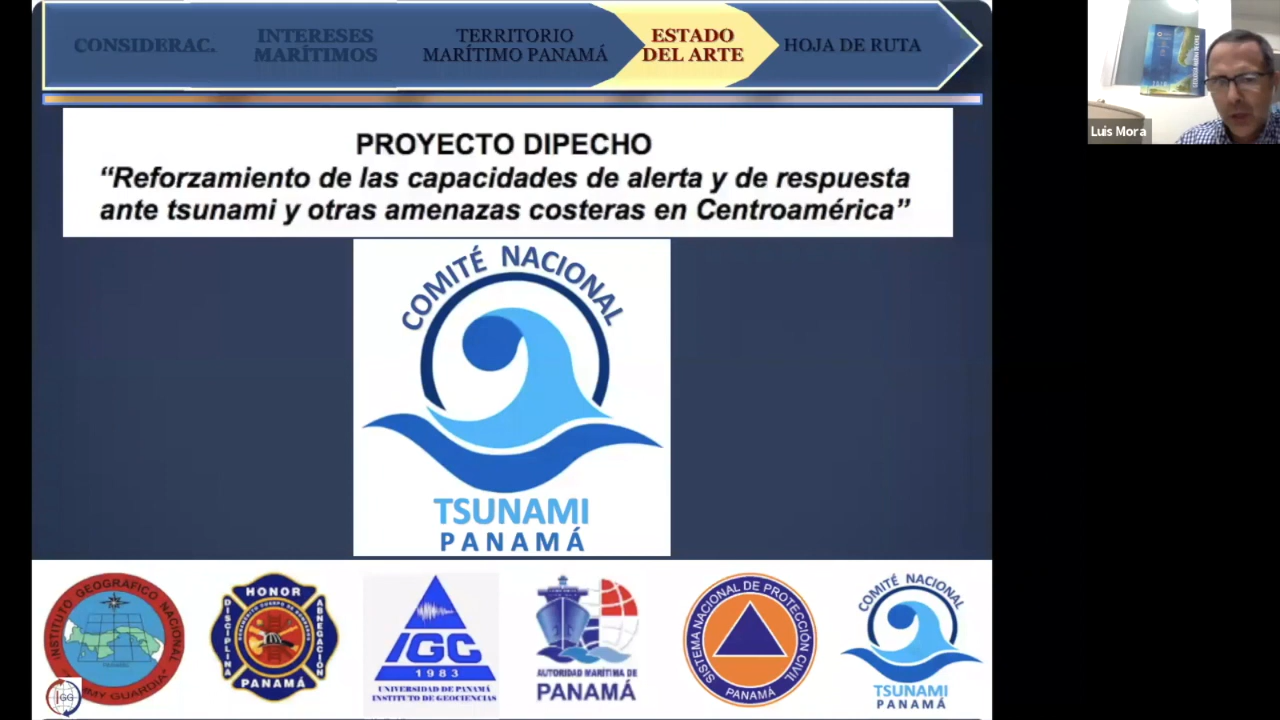 CONSIDERAC.
INTERESES
MARÍTIMOS
TERRITORIO
MARÍTIMO PANAMÁ
ESTADO
DEL ARTE
HOJA DE RUTA
Luis Mora
PROYECTO DIPECHO
“Reforzamiento de las capacidades de alerta y de respuesta
ante tsunami y otras amenazas costeras en Centroamérica”
COMITÉ NACIONAL
TSUNAMI
PANAMÁ
INSTITUTO GEOGRAFICO NACIONAL
GUARDIA”
HONOR
DISCIPLINA
ABNEGACION
PANAMÁ
IGC
1983
UNIVERSIDAD DE PANAMÁ
INSTITUTO DE GEOCIENCIAS
AUTORIDAD MARÍTIMA DE
PANAMÁ
SISTEMA NACIONAL DE PROTECCIÓN CIVIL
PANAMÁ
COMITÉ NACIONAL
TSUNAMI
PANAMÁ